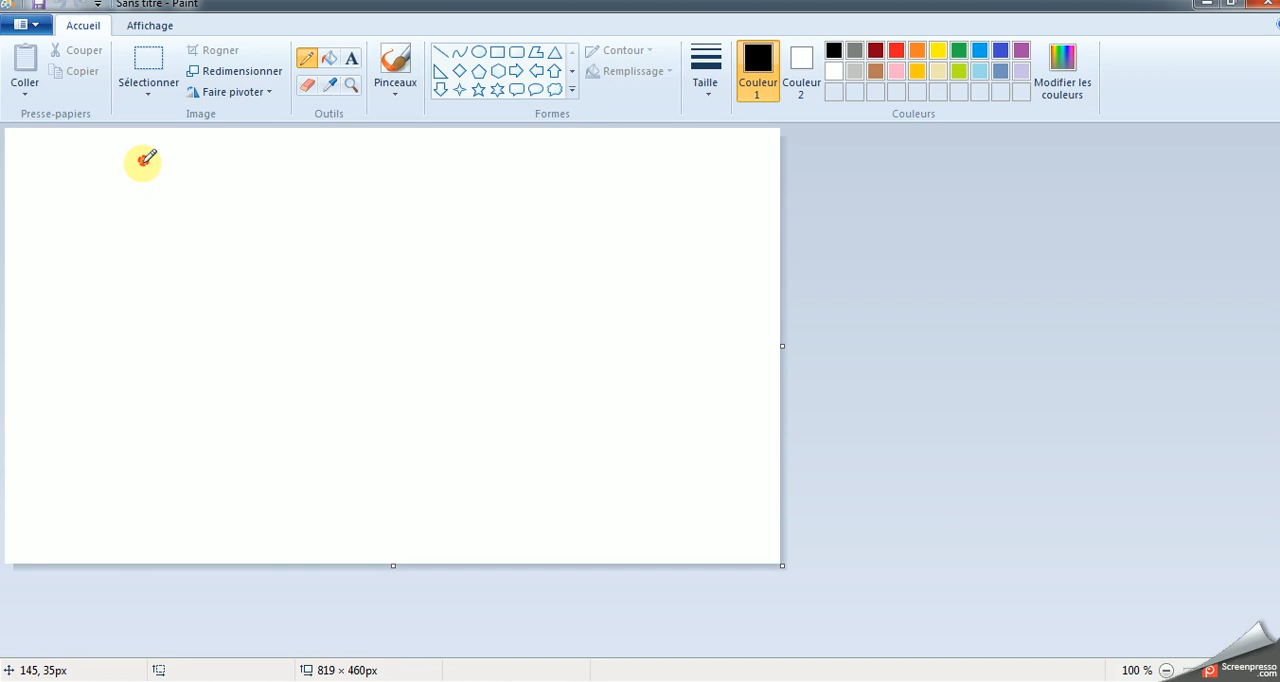 Sans titre - Paint
Accueil Affichage
Coller
Couper
Copier
Presse-papiers
Sélectionner
Rogner
Redimensionner
Faire pivoter
Image
A
Outils
Pinceaux
Contour
Remplissage
Formes
Taille
Couleur
1
Couleur
2
Modifier les
couleurs
Couleurs
145, 35px
819 × 460px
100 %
Screenpresso
.com